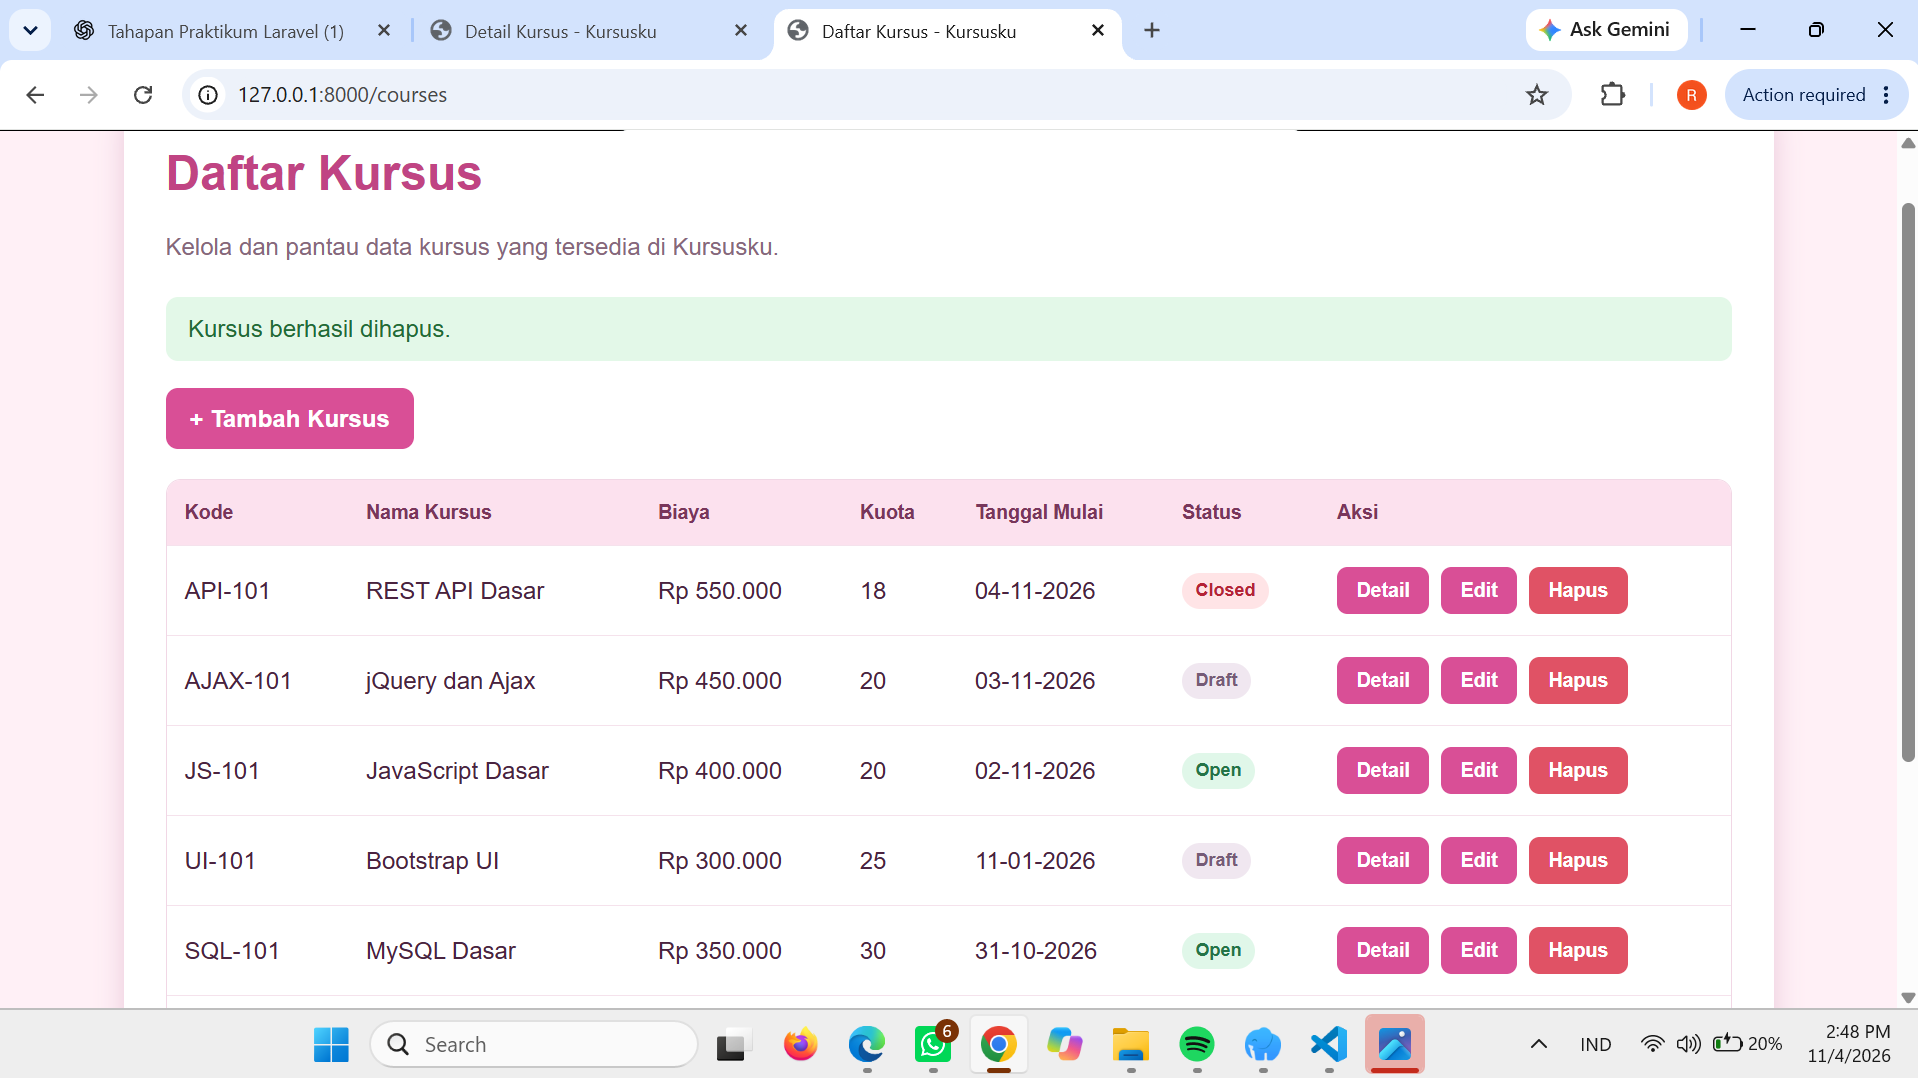 Tahapan Praktikum Laravel (1)
Detail Kursus - Kursusku
Daftar Kursus - Kursusku
Ask Gemini
127.0.0.1:8000/courses
R
Action required
Daftar Kursus
Kelola dan pantau data kursus yang tersedia di Kursusku.
Kursus berhasil dihapus.
+ Tambah Kursus
Kode Nama Kursus Biaya Kuota Tanggal Mulai Status Aksi
API-101 REST API Dasar Rp 550.000 18 04-11-2026 Closed Detail Edit Hapus
AJAX-101 jQuery dan Ajax Rp 450.000 20 03-11-2026 Draft Detail Edit Hapus
JS-101 JavaScript Dasar Rp 400.000 20 02-11-2026 Open Detail Edit Hapus
UI-101 Bootstrap UI Rp 300.000 25 11-01-2026 Draft Detail Edit Hapus
SQL-101 MySQL Dasar Rp 350.000 30 31-10-2026 Open Detail Edit Hapus
Search
6
IND
20%
2:48 PM
11/4/2026